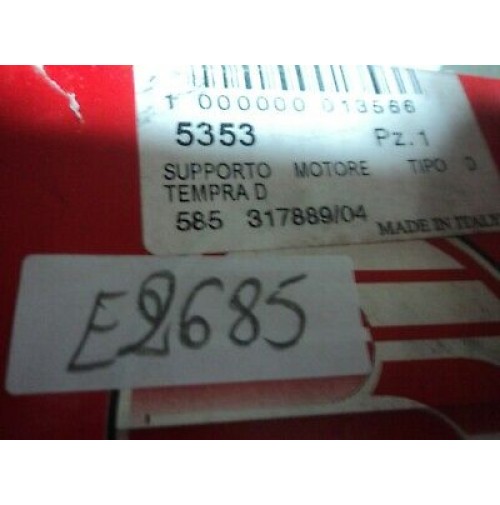 1 000000 013566
5353 Pz.1
SUPPORTO MOTORE TIPO D
TEMPRA D
585 317889/04 MADE IN ITALY
E2685